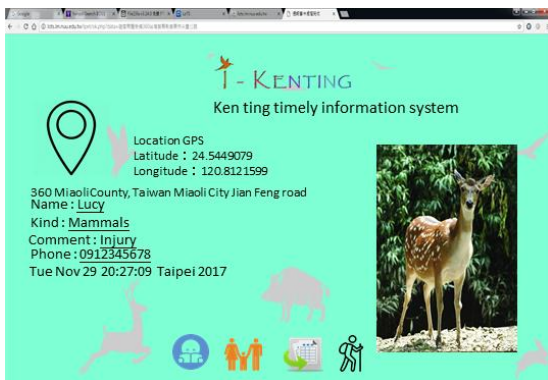 i - KENTING
Ken ting timely information system
Location GPS
Latitude：24.5449079
Longitude：120.8121599
360 MiaoliCounty, Taiwan Miaoli City Jian Feng road
Name : Lucy
Kind : Mammals
Comment : Injury
Phone : 0912345678
Tue Nov 29 20:27:09 Taipei 2017